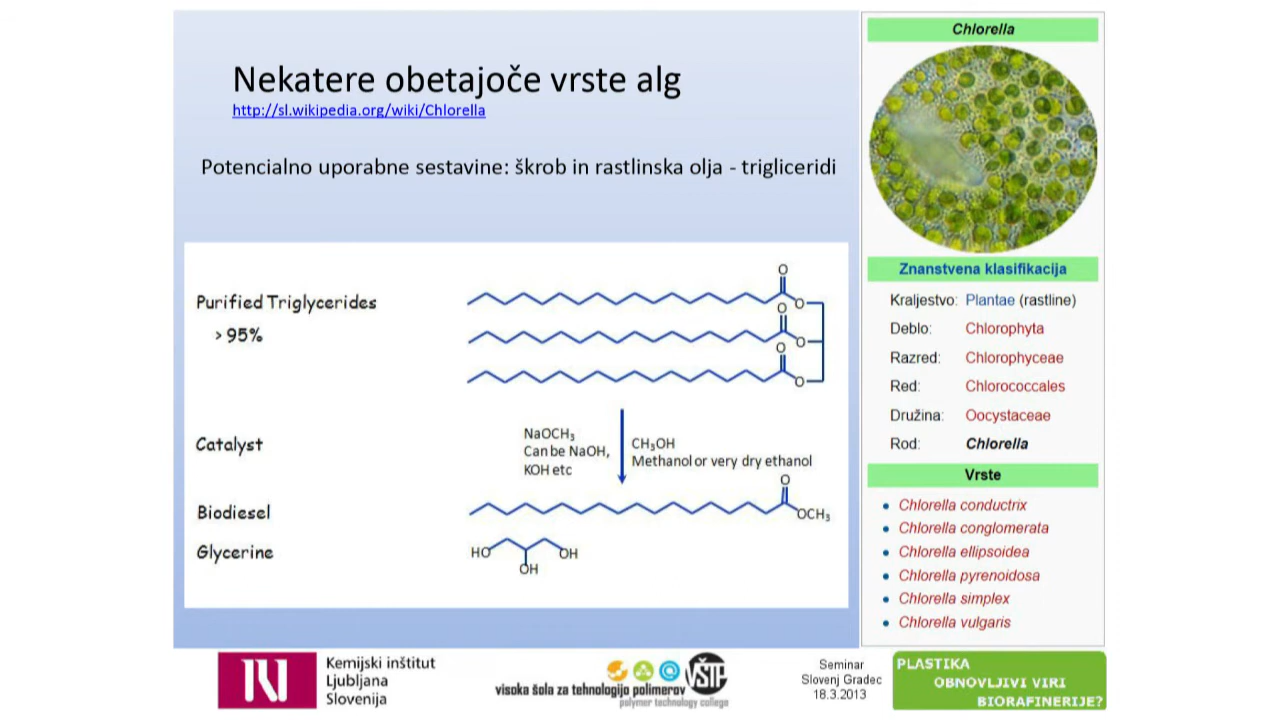 Nekatere obetajoče vrste alg
http://sl.wikipedia.org/wiki/Chlorella
Potencialno uporabne sestavine: škrob in rastlinska olja - trigliceridi
Purified Triglycerides
> 95%
O
O
O
O
O
O
Catalyst
NaOCH3
Can be NaOH,
KOH etc
CH3OH
Methanol or very dry ethanol
Biodiesel
O
OCH3
Glycerine
HO
OH
OH
Chlorella
Znanstvena klasifikacija
Kraljestvo: Plantae (rastline)
Deblo: Chlorophyta
Razred: Chlorophyceae
Red: Chlorococcales
Družina: Oocystaceae
Rod: Chlorella
Vrste
• Chlorella conductrix
• Chlorella conglomerata
• Chlorella ellipsoidea
• Chlorella pyrenoidosa
• Chlorella simplex
• Chlorella vulgaris
Kemijski inštitut
Ljubljana
Slovenija
VŠTP
visoka šola za tehnologijo polimerov
polymer technology college
Seminar
Slovenj Gradec
18.3.2013
PLASTIKA
OBNOVLJIVI VIRI
BIORAFINERIJE?